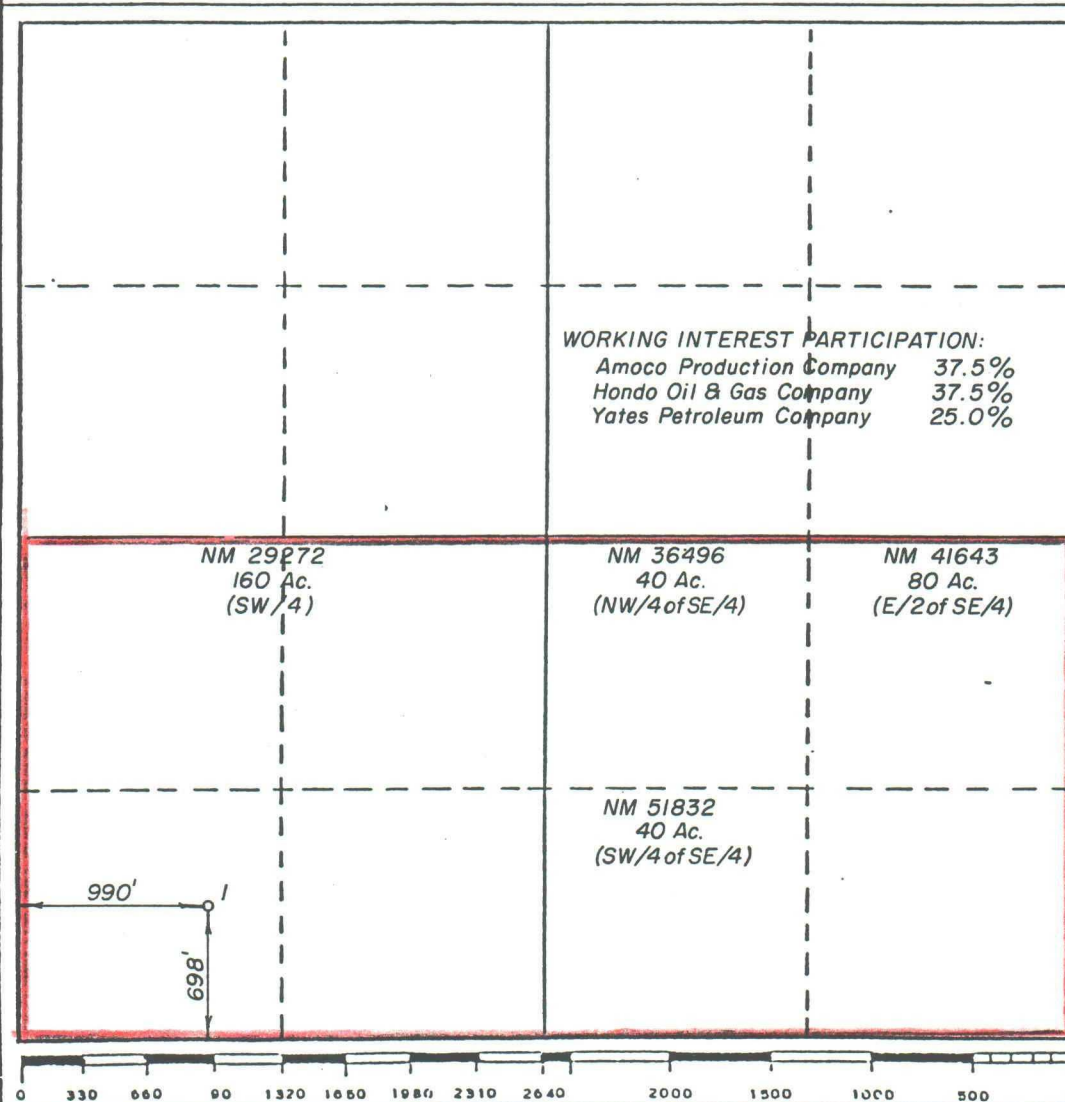 WORKING INTEREST PARTICIPATION:
Amoco Production Company 37.5%
Hondo Oil & Gas Company 37.5%
Yates Petroleum Company 25.0%
NM 29272
160 Ac.
(SW/4)
NM 36496
40 Ac.
(NW/4 of SE/4)
NM 41643
80 Ac.
(E/2 of SE/4)
NM 51832
40 Ac.
(SW/4 of SE/4)
990' 1
698'
0 330 660 90 1320 1650 1980 2310 2640 2000 1500 1000 500